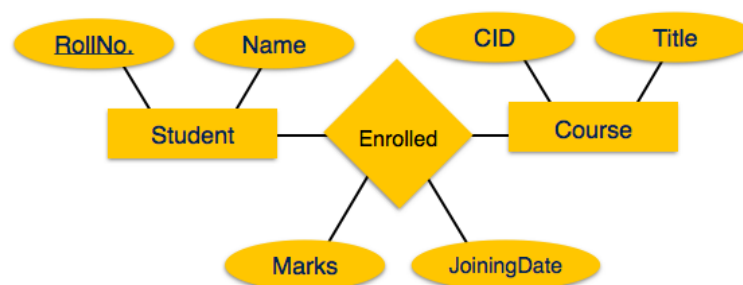 RollNo.
Name
CID
Title
Student
Enrolled
Course
Marks
JoiningDate